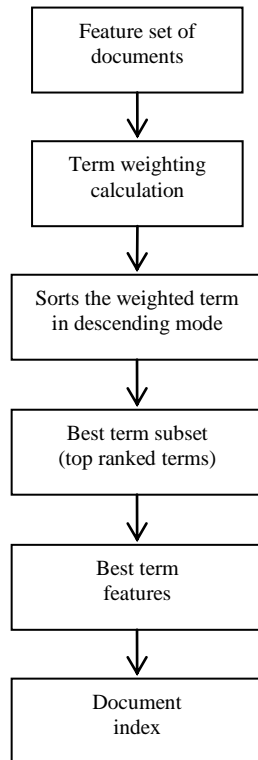 Feature set of
documents
Term weighting
calculation
Sorts the weighted term
in descending mode
Best term subset
(top ranked terms)
Best term
features
Document
index